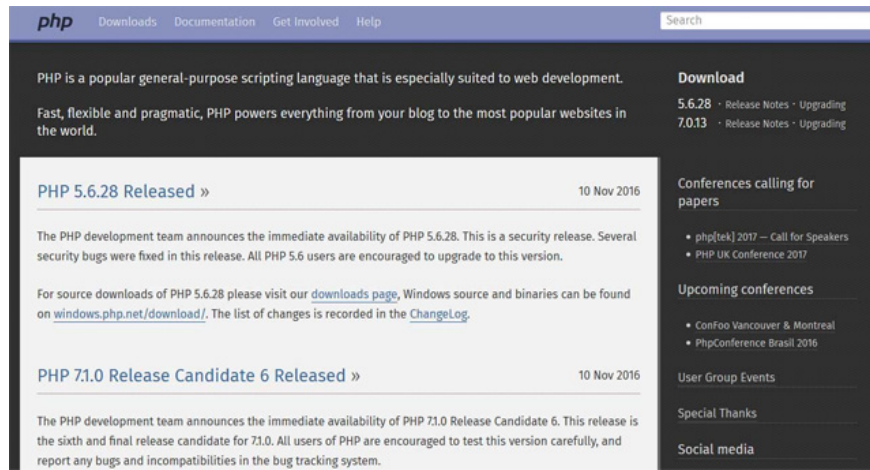 php Downloads Documentation Get Involved Help Search
PHP is a popular general-purpose scripting language that is especially suited to web development.
Fast, flexible and pragmatic, PHP powers everything from your blog to the most popular websites in
the world.
Download
5.6.28 · Release Notes · Upgrading
7.0.13 · Release Notes · Upgrading
PHP 5.6.28 Released »
10 Nov 2016
The PHP development team announces the immediate availability of PHP 5.6.28. This is a security release. Several
security bugs were fixed in this release. All PHP 5.6 users are encouraged to upgrade to this version.
For source downloads of PHP 5.6.28 please visit our downloads page, Windows source and binaries can be found
on windows.php.net/download/. The list of changes is recorded in the ChangeLog.
PHP 7.1.0 Release Candidate 6 Released »
10 Nov 2016
The PHP development team announces the immediate availability of PHP 7.1.0 Release Candidate 6. This release is
the sixth and final release candidate for 7.1.0. All users of PHP are encouraged to test this version carefully, and
report any bugs and incompatibilities in the bug tracking system.
Conferences calling for
papers
• php[tek] 2017 — Call for Speakers
• PHP UK Conference 2017
Upcoming conferences
• ConFoo Vancouver & Montreal
• PhpConference Brasil 2016
User Group Events
Special Thanks
Social media